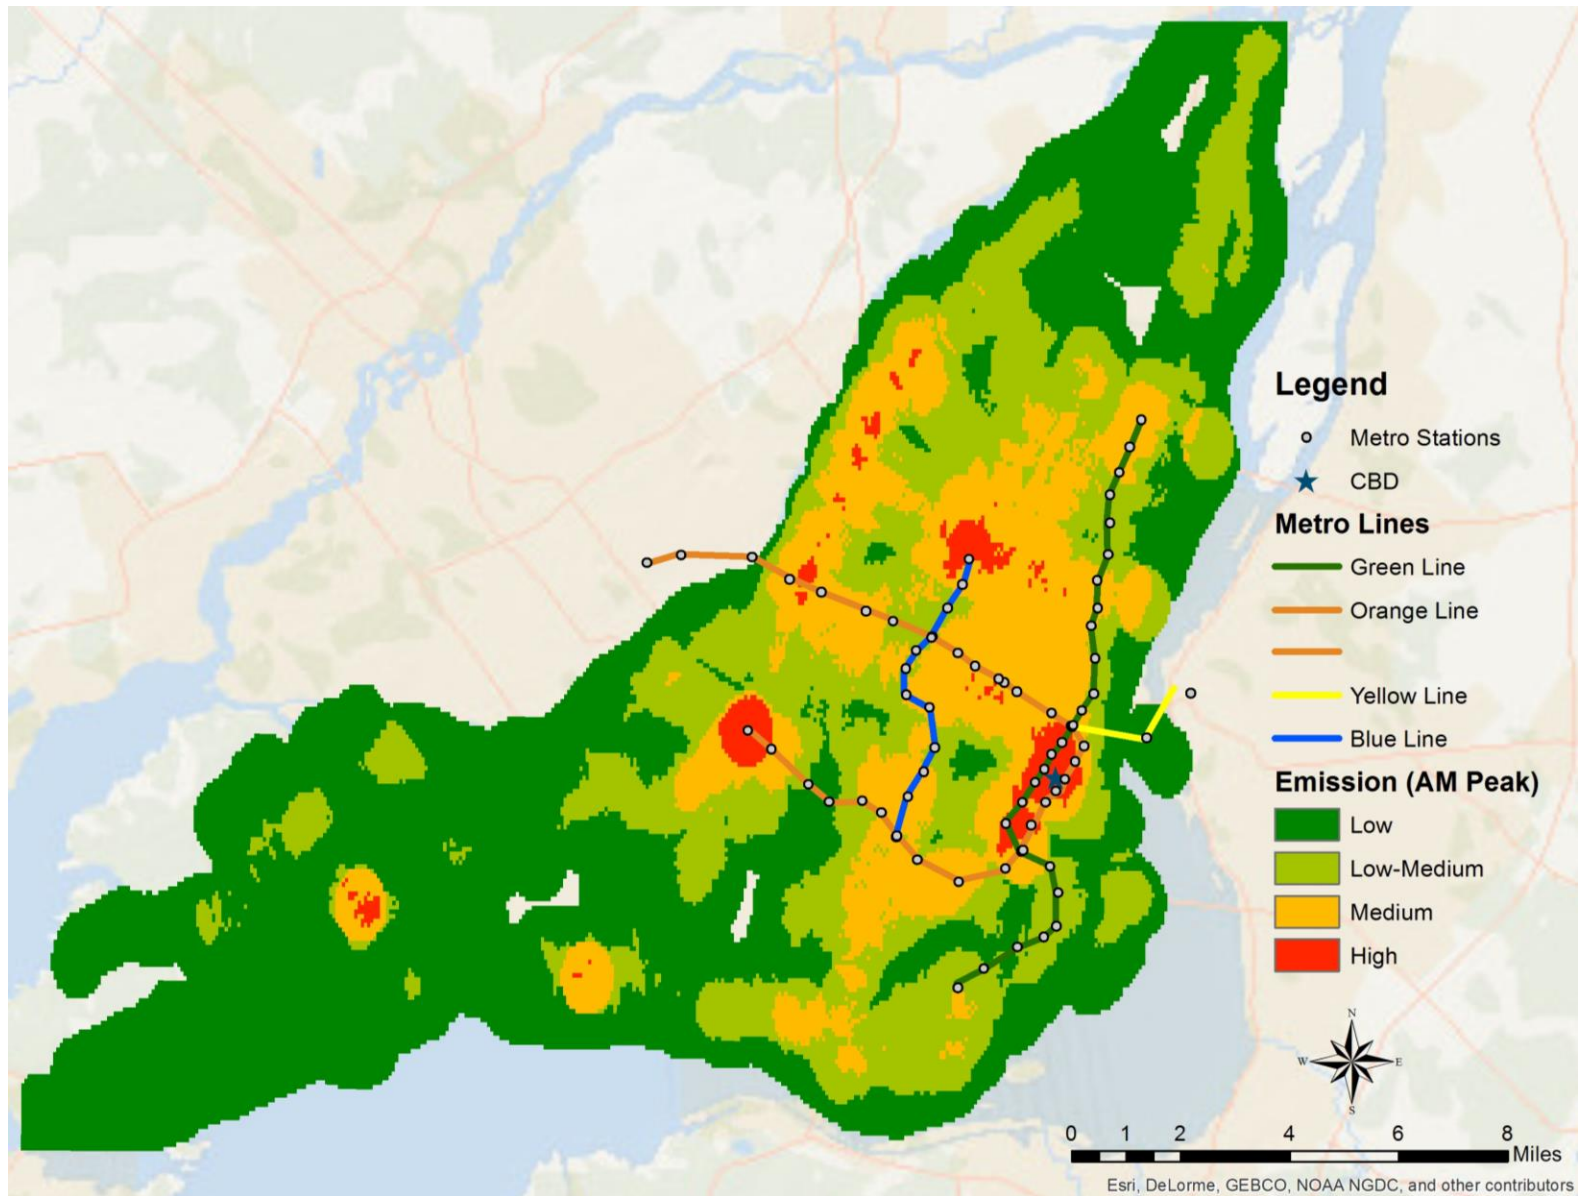 Legend
Metro Stations
CBD
Metro Lines
Green Line
Orange Line
Yellow Line
Blue Line
Emission (AM Peak)
Low
Low-Medium
Medium
High
N
W E
S
0 1 2 4 6 8
Miles
Esri, DeLorme, GEBCO, NOAA NGDC, and other contributors